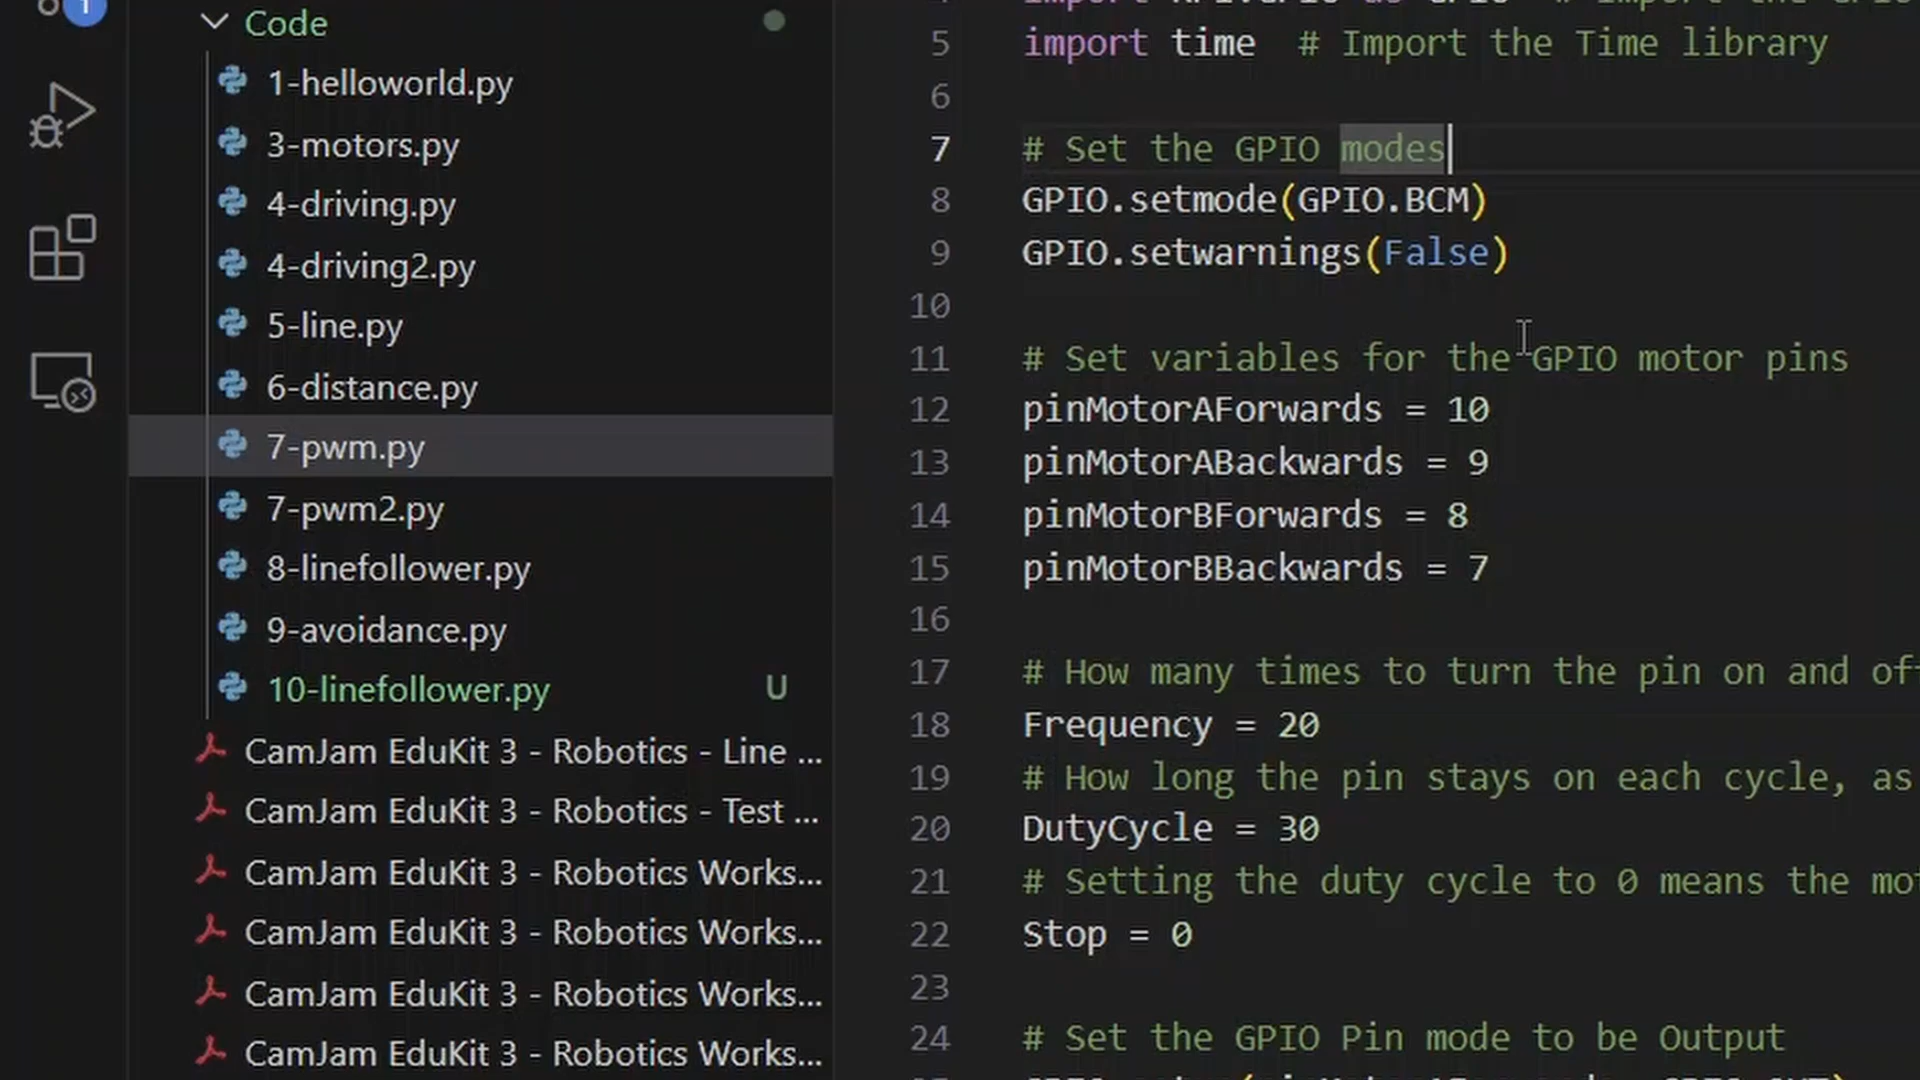 1
Code
1-helloworld.py
3-motors.py
4-driving.py
4-driving2.py
5-line.py
6-distance.py
7-pwm.py
7-pwm2.py
8-linefollower.py
9-avoidance.py
10-linefollower.py U
CamJam EduKit 3 - Robotics - Line ...
CamJam EduKit 3 - Robotics - Test ...
CamJam EduKit 3 - Robotics Works...
CamJam EduKit 3 - Robotics Works...
CamJam EduKit 3 - Robotics Works...
CamJam EduKit 3 - Robotics Works...
5 import time # Import the Time library
6
7 # Set the GPIO modes
8 GPIO.setmode(GPIO.BCM)
9 GPIO.setwarnings(False)
10
11 # Set variables for the GPIO motor pins
12 pinMotorAForwards = 10
13 pinMotorABackwards = 9
14 pinMotorBForwards = 8
15 pinMotorBBackwards = 7
16
17 # How many times to turn the pin on and of
18 Frequency = 20
19 # How long the pin stays on each cycle, as
20 DutyCycle = 30
21 # Setting the duty cycle to 0 means the mo
22 Stop = 0
23
24 # Set the GPIO Pin mode to be Output